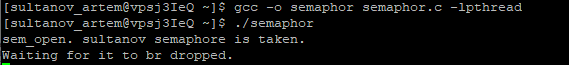 [sultanov_artem@vpsj3IeQ ~]$ gcc -o semaphor semaphor.c -lpthread
[sultanov_artem@vpsj3IeQ ~]$ ./semaphor
sem_open. sultanov semaphore is taken.
Waiting for it to br dropped.